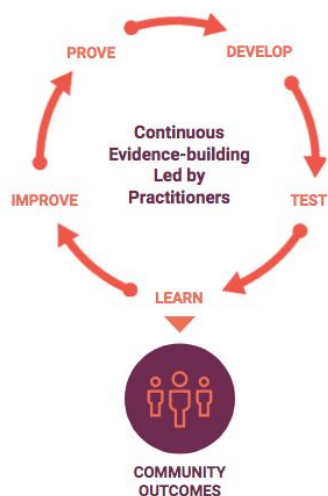 PROVE
DEVELOP
Continuous
Evidence-building
Led by
Practitioners
IMPROVE
TEST
LEARN
COMMUNITY
OUTCOMES